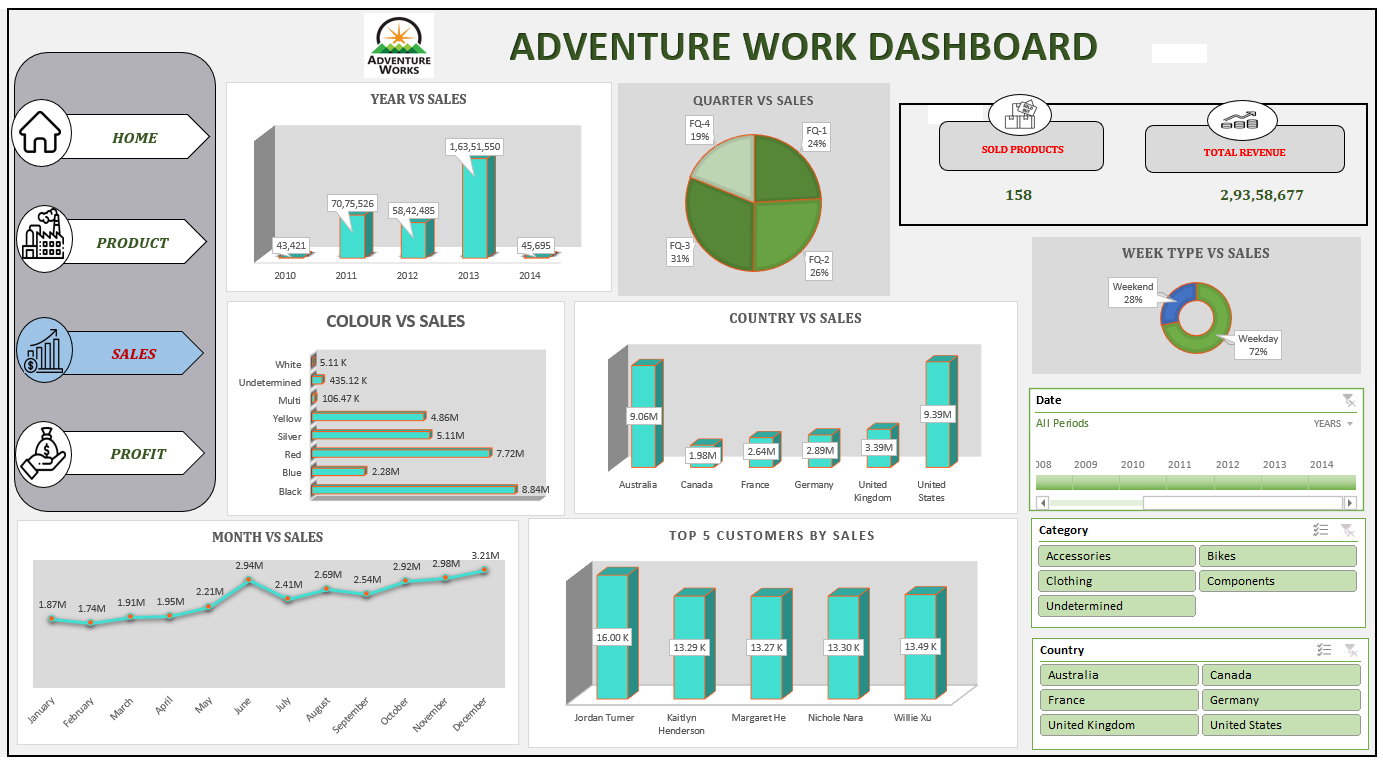 ADVENTURE WORKS
ADVENTURE WORK DASHBOARD
HOME
PRODUCT
SALES
PROFIT
YEAR VS SALES
43,421
70,75,526
58,42,485
1,63,51,550
45,695
2010 2011 2012 2013 2014
QUARTER VS SALES
FQ-4
19%
FQ-1
24%
FQ-3
31%
FQ-2
26%
SOLD PRODUCTS
158
TOTAL REVENUE
2,93,58,677
WEEK TYPE VS SALES
Weekend
28%
Weekday
72%
COLOUR VS SALES
White 5.11 K
Undetermined 435.12 K
Multi 106.47 K
Yellow 4.86M
Silver 5.11M
Red 7.72M
Blue 2.28M
Black 8.84M
COUNTRY VS SALES
9.06M 1.98M 2.64M 2.89M 3.39M 9.39M
Australia Canada France Germany United Kingdom United States
Date
All Periods YEARS
008 2009 2010 2011 2012 2013 2014
Category
Accessories Bikes
Clothing Components
Undetermined
Country
Australia Canada
France Germany
United Kingdom United States
MONTH VS SALES
1.87M 1.74M 1.91M 1.95M 2.21M 2.94M 2.41M 2.69M 2.54M 2.92M 2.98M 3.21M
January February March April May June July August September October November December
TOP 5 CUSTOMERS BY SALES
16.00 K 13.29 K 13.27 K 13.30 K 13.49 K
Jordan Turner Kaitlyn Henderson Margaret He Nichole Nara Willie Xu